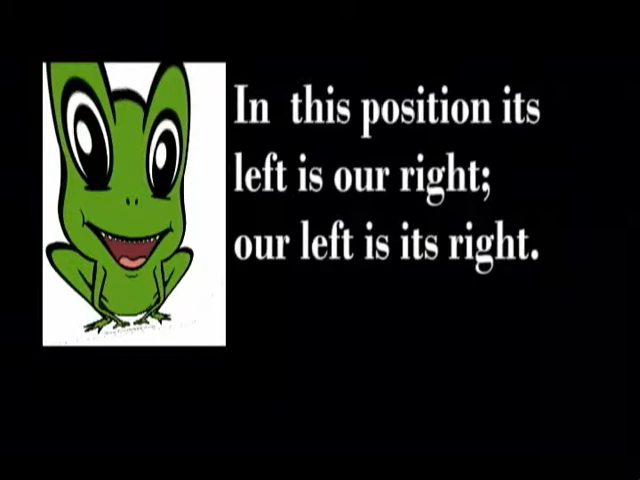 In this position its
left is our right;
our left is its right.